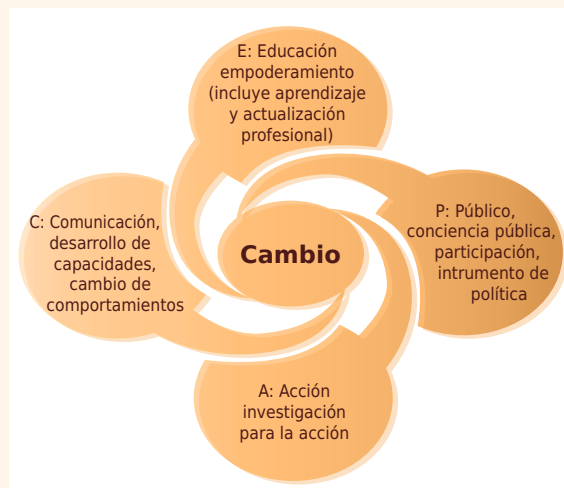 E: Educación
empoderamiento
(incluye aprendizaje
y actualización
profesional)
C: Comunicación,
desarrollo de
capacidades,
cambio de
comportamientos
Cambio
P: Público,
conciencia pública,
participación,
intrumento de
política
A: Acción
investigación
para la acción